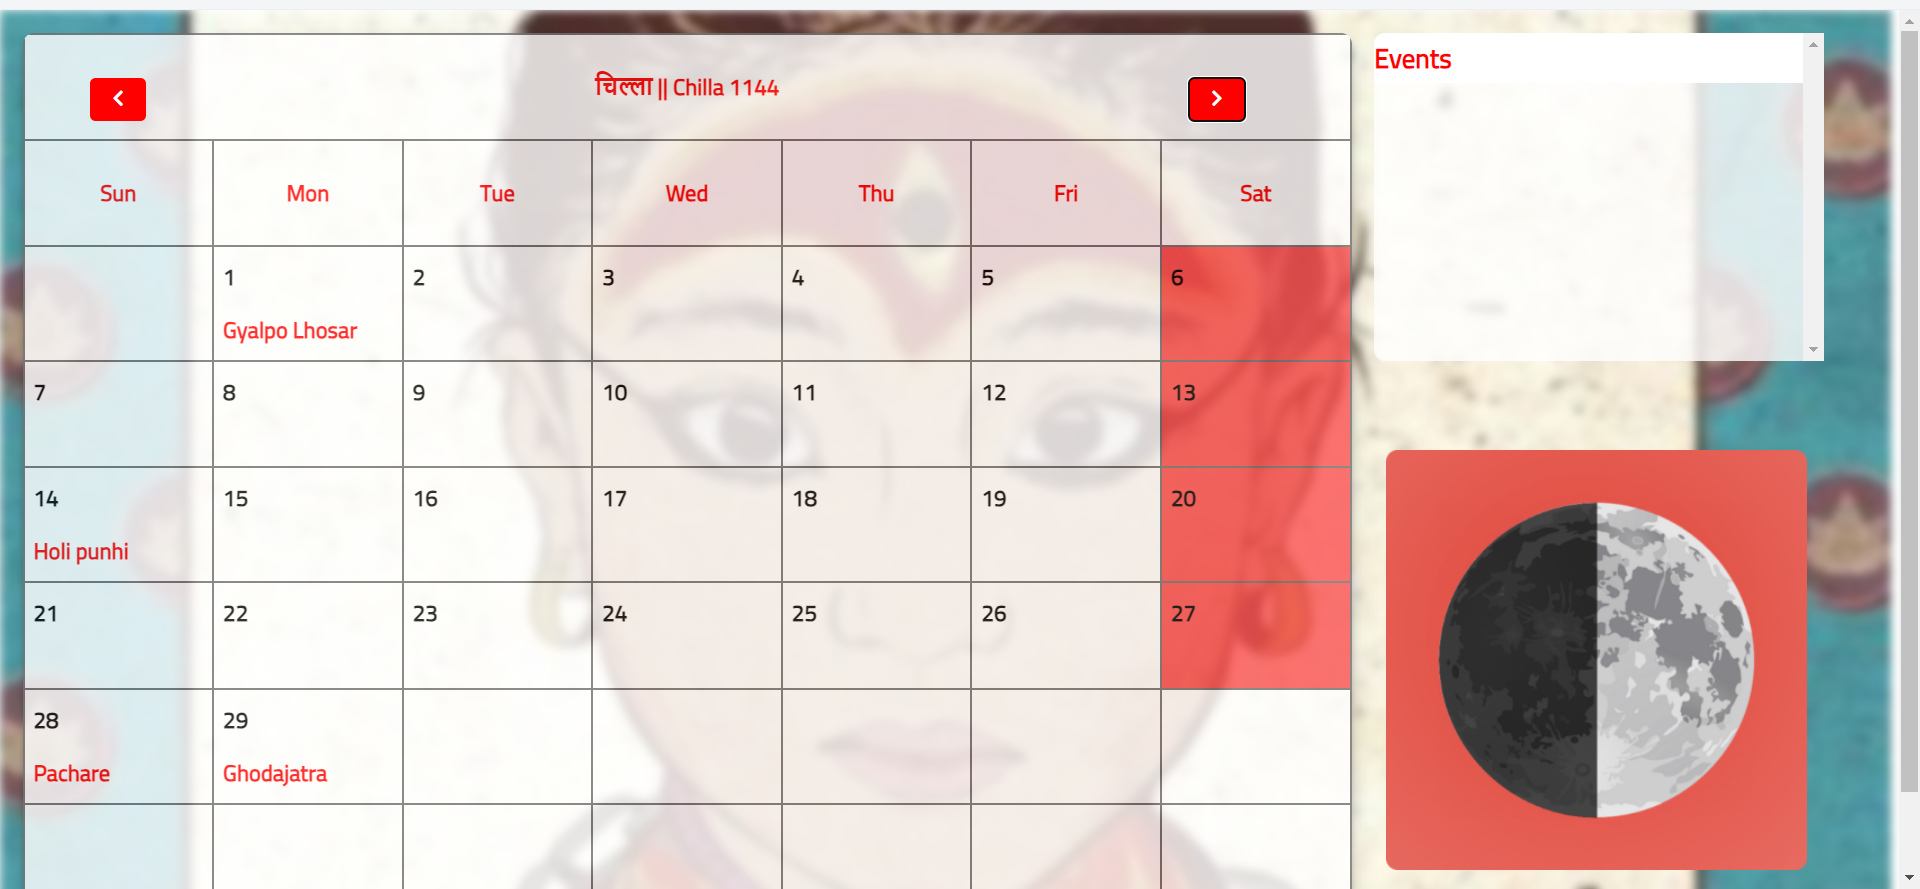 चिल्ला || Chilla 1144
Events
Sun Mon Tue Wed Thu Fri Sat
1 2 3 4 5 6
Gyalpo Lhosar
7 8 9 10 11 12 13
14 15 16 17 18 19 20
Holi punhi
21 22 23 24 25 26 27
28 29
Pachare Ghodajatra